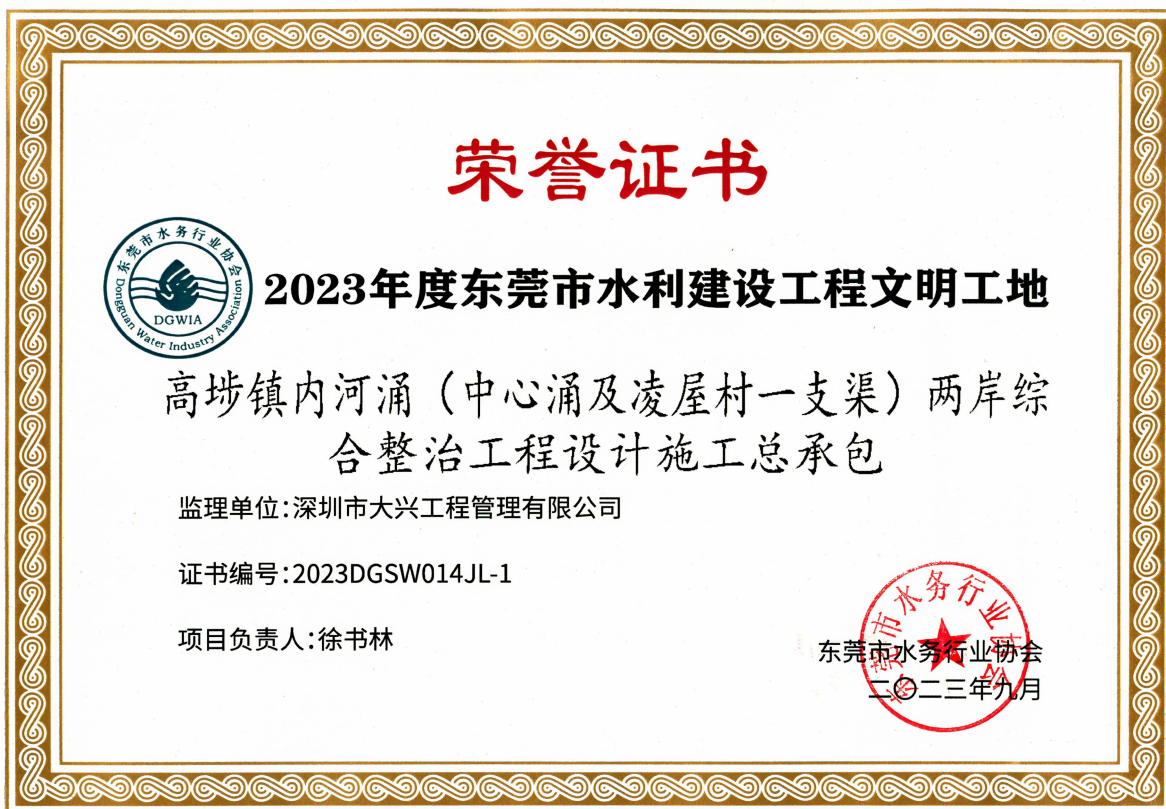 荣誉证书
东莞市水务行业协会
DGWIA
Dongguan Water Industry Association
2023年度东莞市水利建设工程文明工地
高埗镇内河涌（中心涌及凌屋村一支渠）两岸综
合整治工程设计施工总承包
监理单位:深圳市大兴工程管理有限公司
证书编号:2023DGSW014JL-1
项目负责人:徐书林
东莞市水务行业协会
东莞市水务行业协会
二〇二三年九月